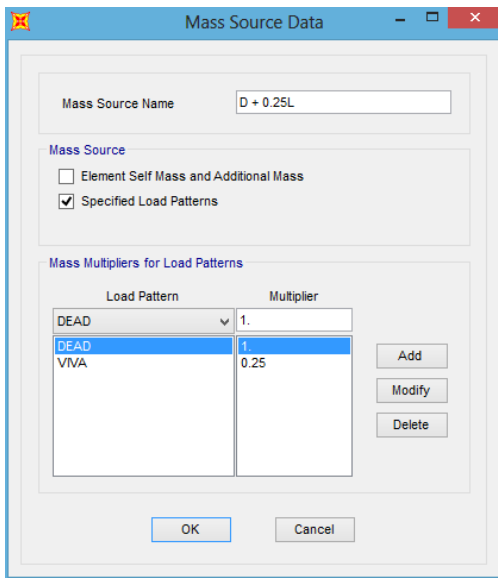 Mass Source Data
Mass Source Name D + 0.25L
Mass Source
Element Self Mass and Additional Mass
Specified Load Patterns
Mass Multipliers for Load Patterns
Load Pattern Multiplier
DEAD 1.
DEAD 1.
VIVA 0.25
Add
Modify
Delete
OK Cancel